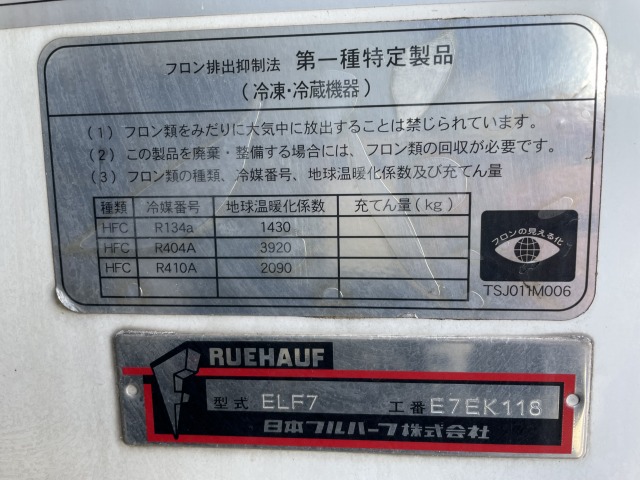 フロン排出抑制法 第一種特定製品
(冷凍・冷蔵機器)
(1) フロン類をみだりに大気中に放出することは禁じられています。
(2) この製品を廃棄・整備する場合には、フロン類の回収が必要です。
(3) フロン類の種類、冷媒番号、地球温暖化係数及び充てん量
種類 冷媒番号 地球温暖化係数 充てん量(kg)
HFC R134a 1430
HFC R404A 3920
HFC R410A 2090
フロンの見える化
TSJ011M006
RUEHAUF
型式 ELF7 工番 E7EK118
日本フルハーフ株式会社